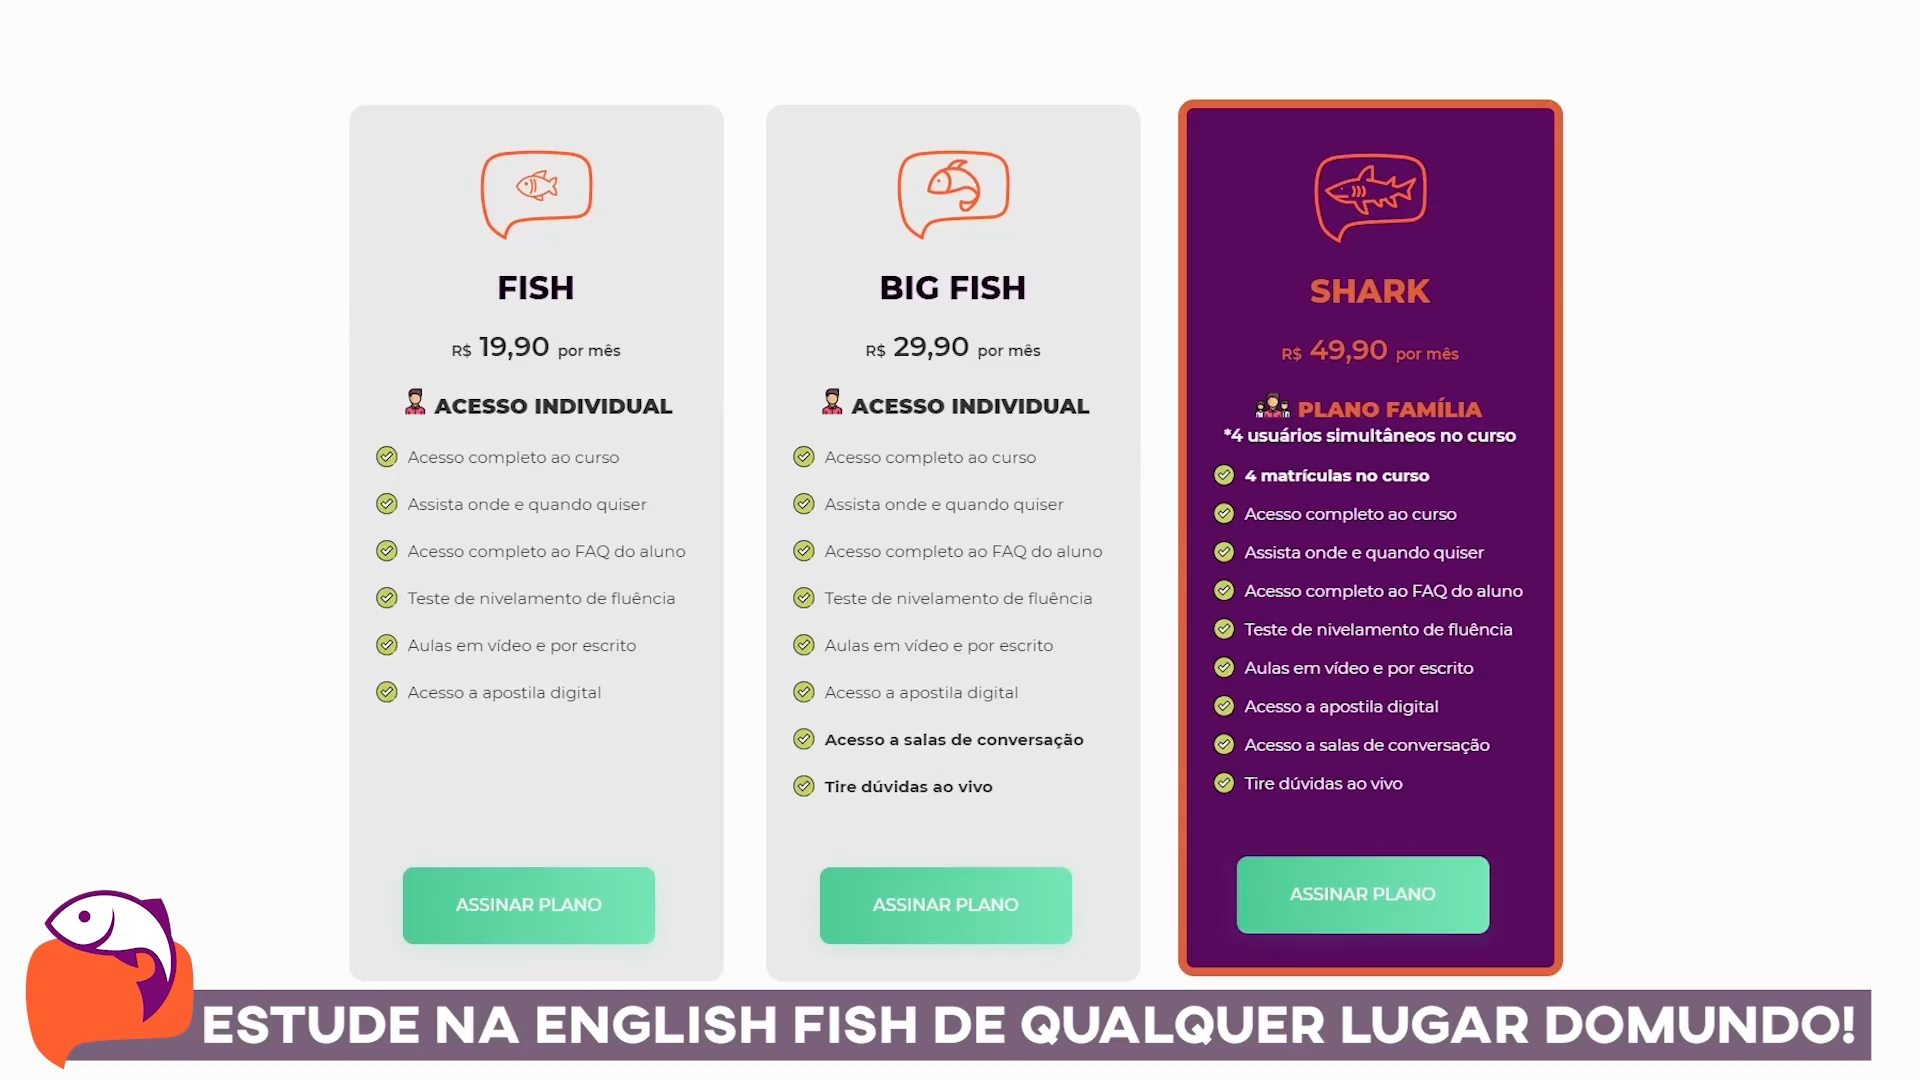 FISH
R$ 19,90 por mês
ACESSO INDIVIDUAL
Acesso completo ao curso
Assista onde e quando quiser
Acesso completo ao FAQ do aluno
Teste de nivelamento de fluência
Aulas em vídeo e por escrito
Acesso a apostila digital
ASSINAR PLANO
BIG FISH
R$ 29,90 por mês
ACESSO INDIVIDUAL
Acesso completo ao curso
Assista onde e quando quiser
Acesso completo ao FAQ do aluno
Teste de nivelamento de fluência
Aulas em vídeo e por escrito
Acesso a apostila digital
Acesso a salas de conversação
Tire dúvidas ao vivo
ASSINAR PLANO
SHARK
R$ 49,90 por mês
PLANO FAMÍLIA
*4 usuários simultâneos no curso
4 matrículas no curso
Acesso completo ao curso
Assista onde e quando quiser
Acesso completo ao FAQ do aluno
Teste de nivelamento de fluência
Aulas em vídeo e por escrito
Acesso a apostila digital
Acesso a salas de conversação
Tire dúvidas ao vivo
ASSINAR PLANO
ESTUDE NA ENGLISH FISH DE QUALQUER LUGAR DOMUNDO!